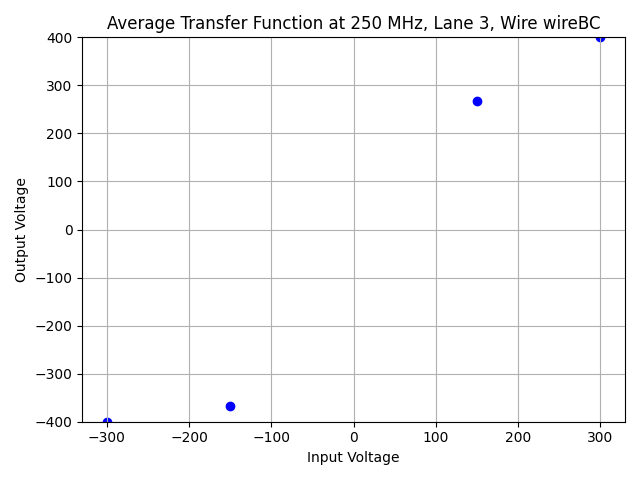 Average Transfer Function at 250 MHz, Lane 3, Wire wireBC
400
300
200
100
0
−100
−200
−300
−400
Output Voltage
−300 −200 −100 0 100 200 300
Input Voltage